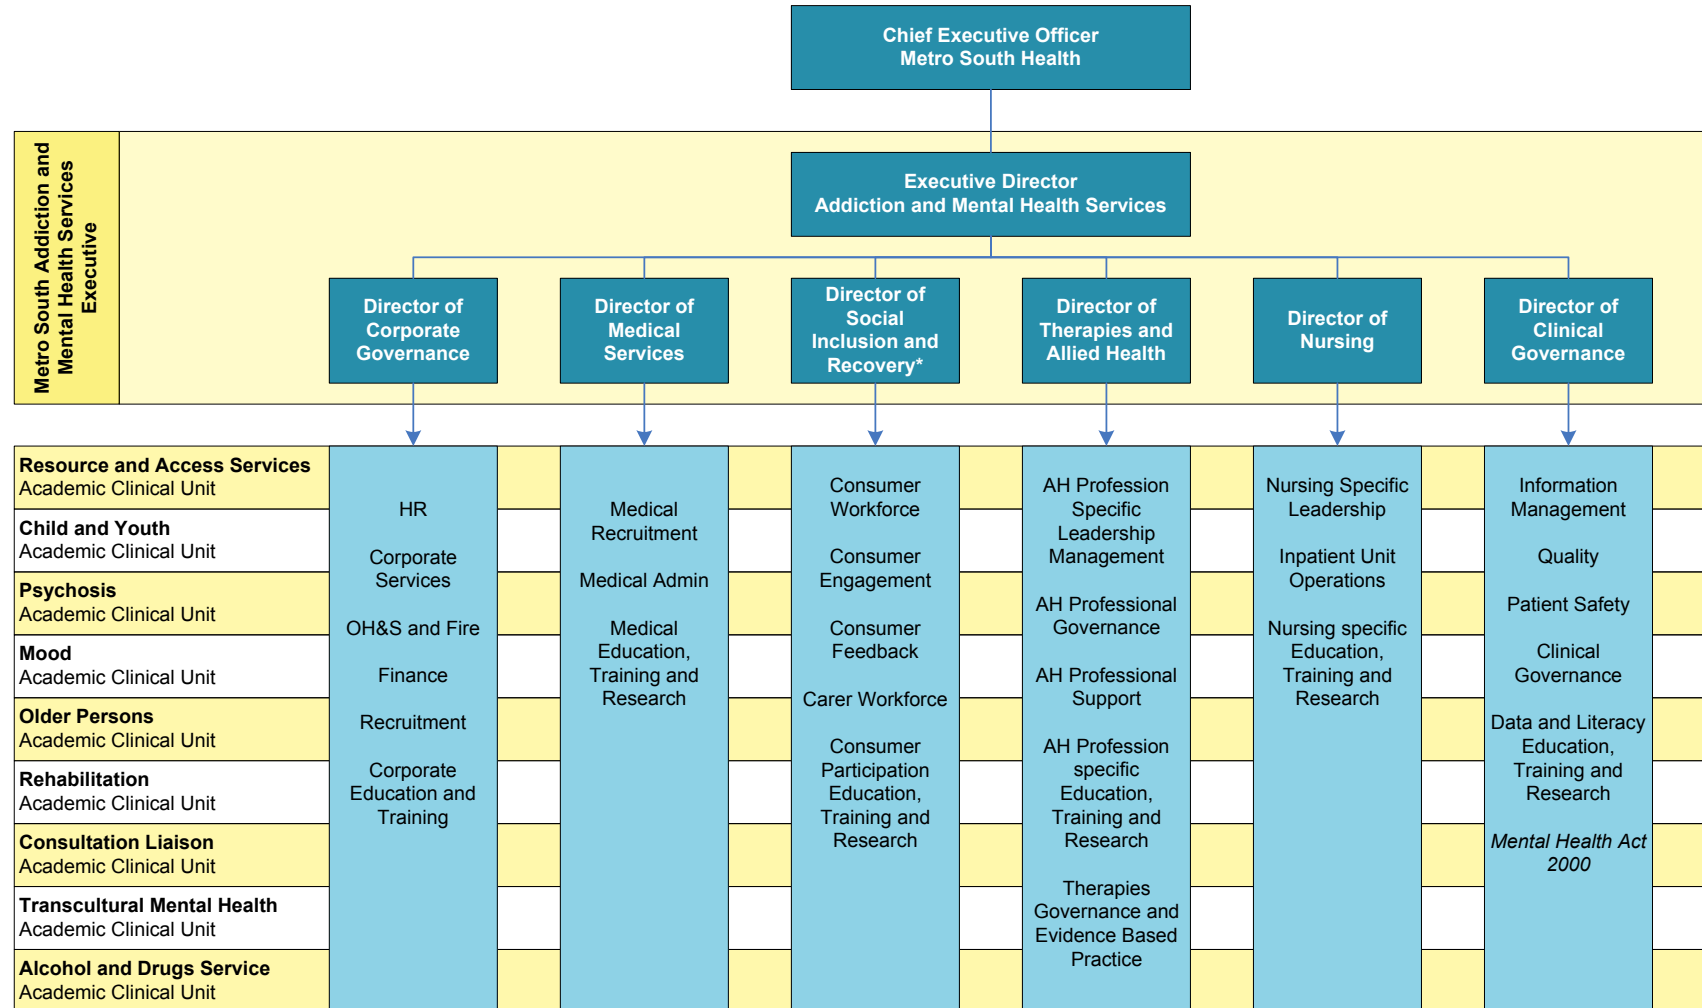 Chief Executive Officer
Metro South Health
Metro South Addiction and
Mental Health Services
Executive
Executive Director
Addiction and Mental Health Services
Director of
Corporate
Governance
Director of
Medical
Services
Director of
Social
Inclusion and
Recovery*
Director of
Therapies and
Allied Health
Director of
Nursing
Director of
Clinical
Governance
Resource and Access Services
Academic Clinical Unit
Child and Youth
Academic Clinical Unit
Psychosis
Academic Clinical Unit
Mood
Academic Clinical Unit
Older Persons
Academic Clinical Unit
Rehabilitation
Academic Clinical Unit
Consultation Liaison
Academic Clinical Unit
Transcultural Mental Health
Academic Clinical Unit
Alcohol and Drugs Service
Academic Clinical Unit
HR
Corporate
Services
OH&S and Fire
Finance
Recruitment
Corporate
Education and
Training
Medical
Recruitment
Medical Admin
Medical
Education,
Training and
Research
Consumer
Workforce
Consumer
Engagement
Consumer
Feedback
Carer Workforce
Consumer
Participation
Education,
Training and
Research
AH Profession
Specific
Leadership
Management
AH Professional
Governance
AH Professional
Support
AH Profession
specific
Education,
Training and
Research
Therapies
Governance and
Evidence Based
Practice
Nursing Specific
Leadership
Inpatient Unit
Operations
Nursing specific
Education,
Training and
Research
Information
Management
Quality
Patient Safety
Clinical
Governance
Data and Literacy
Education,
Training and
Research
Mental Health Act
2000